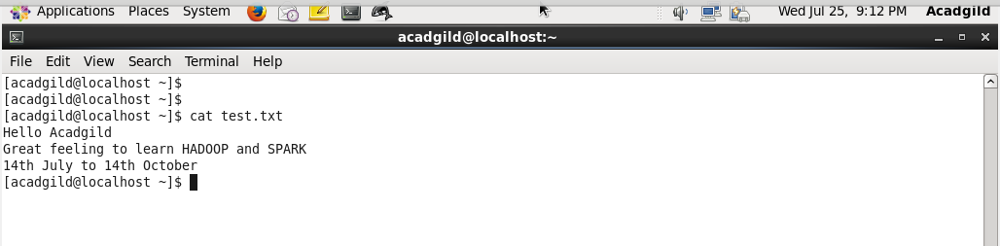 Applications Places System Wed Jul 25, 9:12 PM Acadgild
acadgild@localhost:~
File Edit View Search Terminal Help
[acadgild@localhost ~]$
[acadgild@localhost ~]$
[acadgild@localhost ~]$ cat test.txt
Hello Acadgild
Great feeling to learn HADOOP and SPARK
14th July to 14th October
[acadgild@localhost ~]$